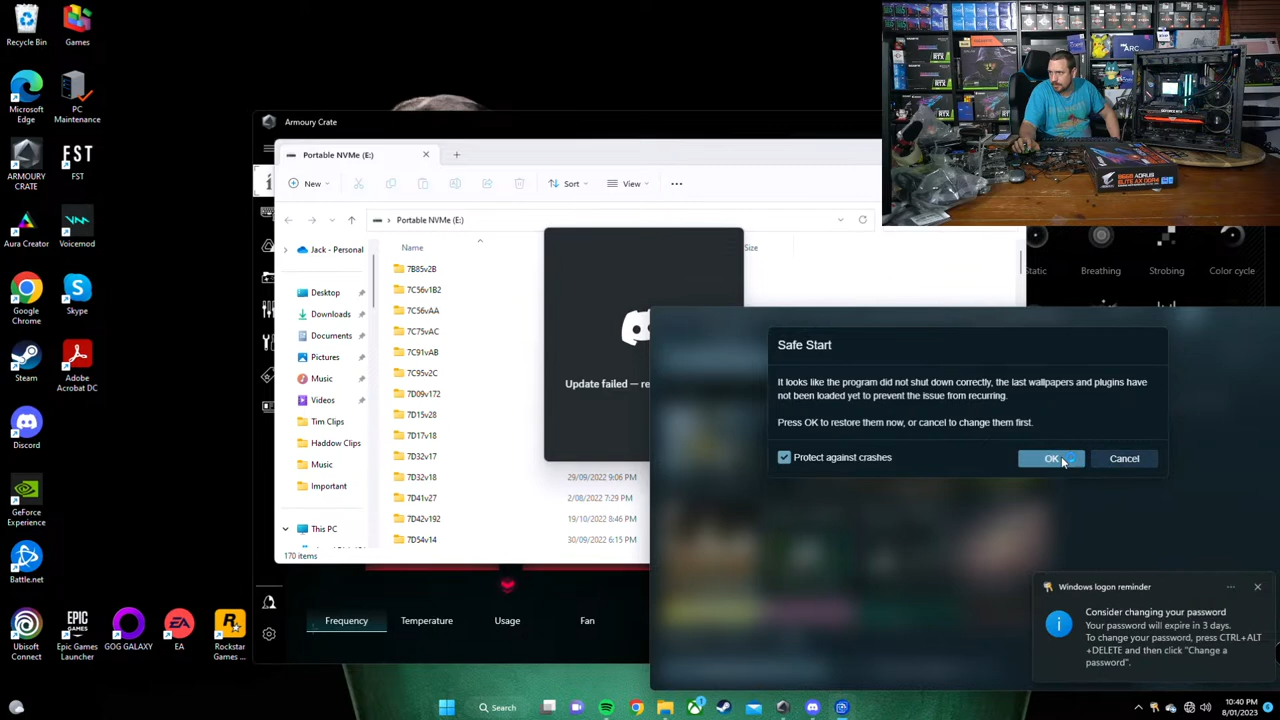 Recycle Bin
Games
Microsoft
Edge
PC
Maintenance
ARMOURY
CRATE
FST
FST
Aura Creator
Voicemod
Google
Chrome
Skype
Steam
Adobe
Acrobat DC
Discord
GeForce
Experience
Battle.net
Ubisoft
Connect
Epic Games
Launcher
GOG GALAXY
EA
Rockstar
Games ...
Armoury Crate
Portable NVMe (E:)
New
Sort
View
Portable NVMe (E:)
Jack - Personal
Desktop
Downloads
Documents
Pictures
Music
Videos
Tim Clips
Haddow Clips
Music
Important
This PC
Name
Size
7B85v2B
7C56v1B2
7C56vAA
7C75vAC
7C91vAB
7C95v2C
7D09v172
7D15v28
7D17v18
7D32v17
7D32v18
29/09/2022 9:06 PM
7D41v27
2/08/2022 7:29 PM
7D42v192
19/10/2022 8:46 PM
7D54v14
30/09/2022 6:15 PM
170 items
Update failed — re
Static
Breathing
Strobing
Color cycle
Safe Start
It looks like the program did not shut down correctly, the last wallpapers and plugins have
not been loaded yet to prevent the issue from recurring.
Press OK to restore them now, or cancel to change them first.
Protect against crashes
OK
Cancel
Windows logon reminder
Consider changing your password
Your password will expire in 3 days.
To change your password, press CTRL+ALT
+DELETE and then click "Change a
password".
Frequency
Temperature
Usage
Fan
Search
10:40 PM
8/01/2023
ARC
AORUS
ELITE AX DDR4